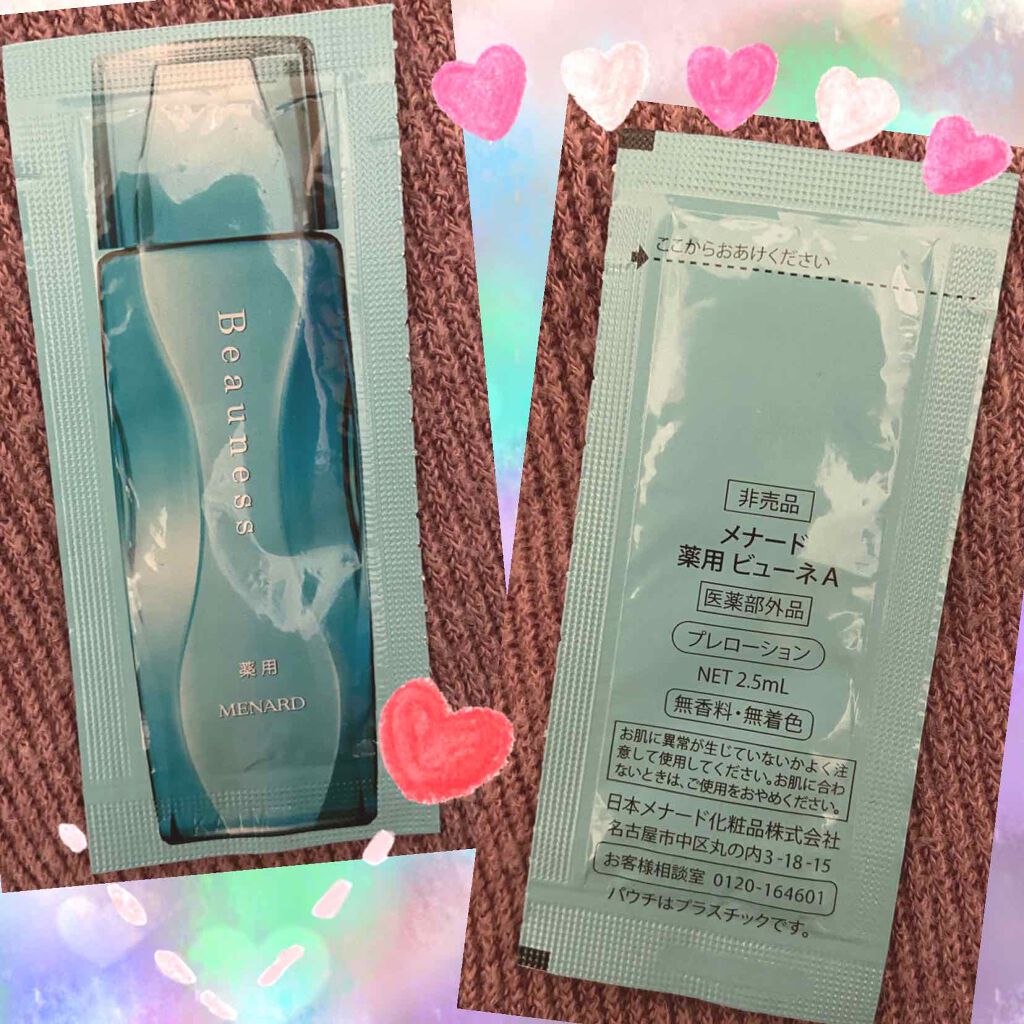 Beauness
薬用
MENARD
ここからおあけください
非売品
メナード
薬用 ビューネA
医薬部外品
プレローション
NET 2.5mL
無香料・無着色
お肌に異常が生じていないかよく注
意して使用してください。お肌に合わ
ないときは、ご使用をおやめください。
日本メナード化粧品株式会社
名古屋市中区丸の内3-18-15
お客様相談室 0120-164601
パウチはプラスチックです。